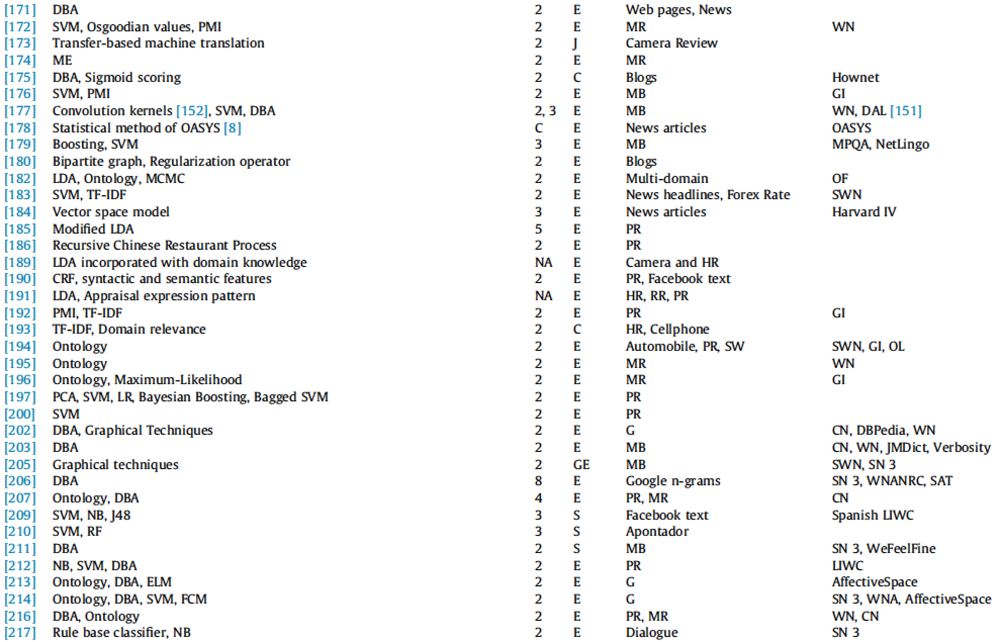 [171] DBA 2 E Web pages, News
[172] SVM, Osgoodian values, PMI 2 E MR WN
[173] Transfer-based machine translation 2 J Camera Review
[174] ME 2 E MR
[175] DBA, Sigmoid scoring 2 C Blogs Hownet
[176] SVM, PMI 2 E MB GI
[177] Convolution kernels [152], SVM, DBA 2, 3 E MB WN, DAL [151]
[178] Statistical method of OASYS [8] C E News articles OASYS
[179] Boosting, SVM 3 E MB MPQA, NetLingo
[180] Bipartite graph, Regularization operator 2 E Blogs
[182] LDA, Ontology, MCMC 2 E Multi-domain OF
[183] SVM, TF-IDF 2 E News headlines, Forex Rate SWN
[184] Vector space model 3 E News articles Harvard IV
[185] Modified LDA 5 E PR
[186] Recursive Chinese Restaurant Process 2 E PR
[189] LDA incorporated with domain knowledge NA E Camera and HR
[190] CRF, syntactic and semantic features 2 E PR, Facebook text
[191] LDA, Appraisal expression pattern NA E HR, RR, PR
[192] PMI, TF-IDF 2 E PR GI
[193] TF-IDF, Domain relevance 2 C HR, Cellphone
[194] Ontology 2 E Automobile, PR, SW SWN, GI, OL
[195] Ontology 2 E MR WN
[196] Ontology, Maximum-Likelihood 2 E MR GI
[197] PCA, SVM, LR, Bayesian Boosting, Bagged SVM 2 E PR
[200] SVM 2 E PR
[202] DBA, Graphical Techniques 2 E G CN, DBPedia, WN
[203] DBA 2 E MB CN, WN, JMDict, Verbosity
[205] Graphical techniques 2 GE MB SWN, SN 3
[206] DBA 8 E Google n-grams SN 3, WNANRC, SAT
[207] Ontology, DBA 4 E PR, MR CN
[209] SVM, NB, J48 3 S Facebook text Spanish LIWC
[210] SVM, RF 3 S Apontador
[211] DBA 2 S MB SN 3, WeFeelFine
[212] NB, SVM, DBA 2 E PR LIWC
[213] Ontology, DBA, ELM 2 E G AffectiveSpace
[214] Ontology, DBA, SVM, FCM 2 E G SN 3, WNA, AffectiveSpace
[216] DBA, Ontology 2 E PR, MR WN, CN
[217] Rule base classifier, NB 2 E Dialogue SN 3